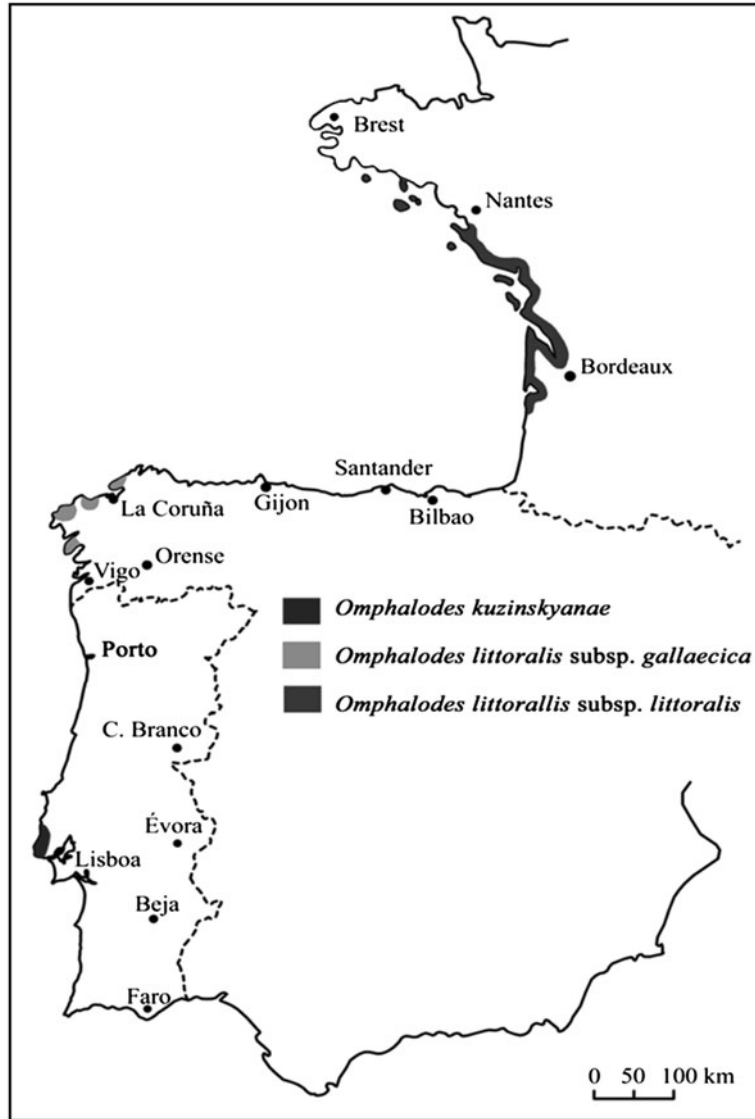 Brest
Nantes
Bordeaux
Santander
La Coruña
Gijon
Bilbao
Orense
Vigo
Omphalodes kuzinskyanae
Porto
Omphalodes littoralis subsp. gallaecica
Omphalodes littorallis subsp. littoralis
C. Branco
Évora
Lisboa
Beja
Faro
0 50 100 km